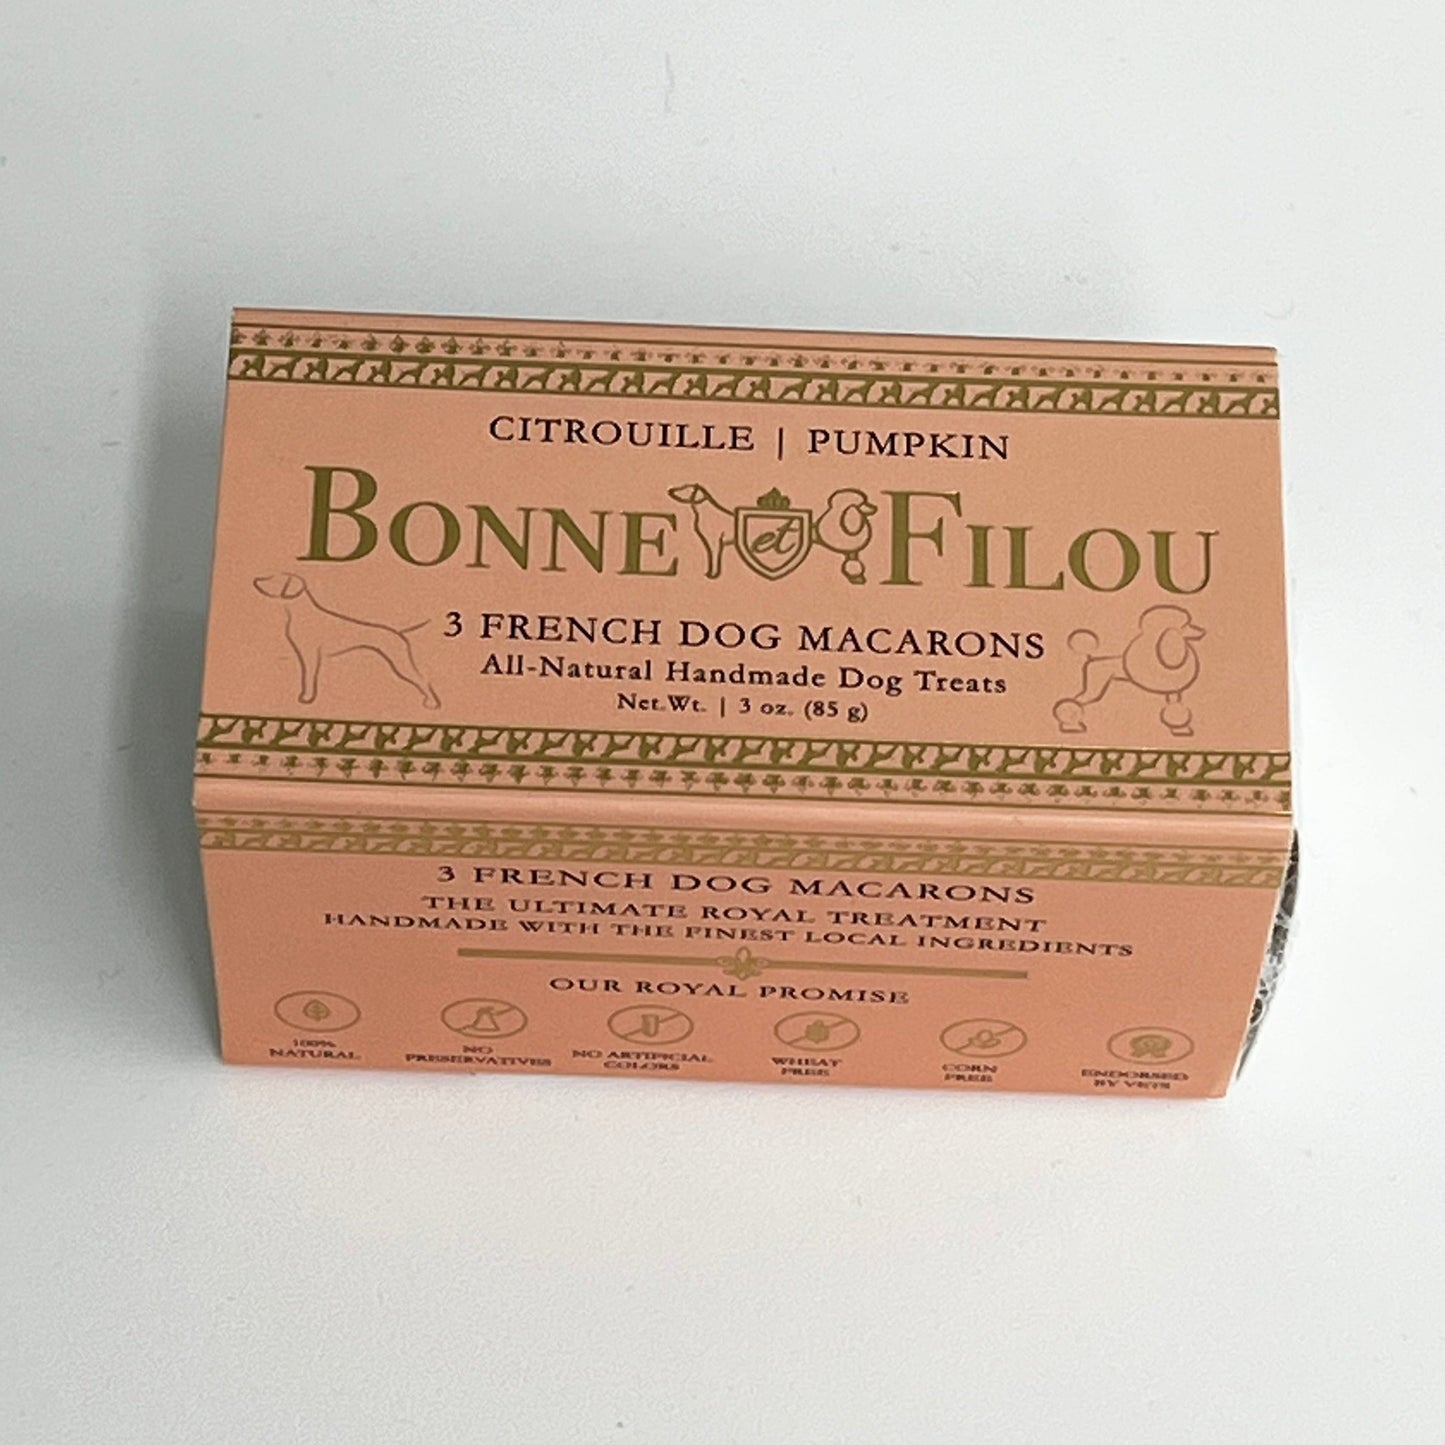 CITROUILLE | PUMPKIN
BONNE et FILOU
3 FRENCH DOG MACARONS
All-Natural Handmade Dog Treats
Net.Wt. | 3 oz. (85 g)
3 FRENCH DOG MACARONS
THE ULTIMATE ROYAL TREATMENT
HANDMADE WITH THE FINEST LOCAL INGREDIENTS
OUR ROYAL PROMISE
100%
NATURAL
NO
PRESERVATIVES
NO ARTIFICIAL
COLORS
WHEAT
FREE
CORN
FREE
ENDORSED
BY VETS